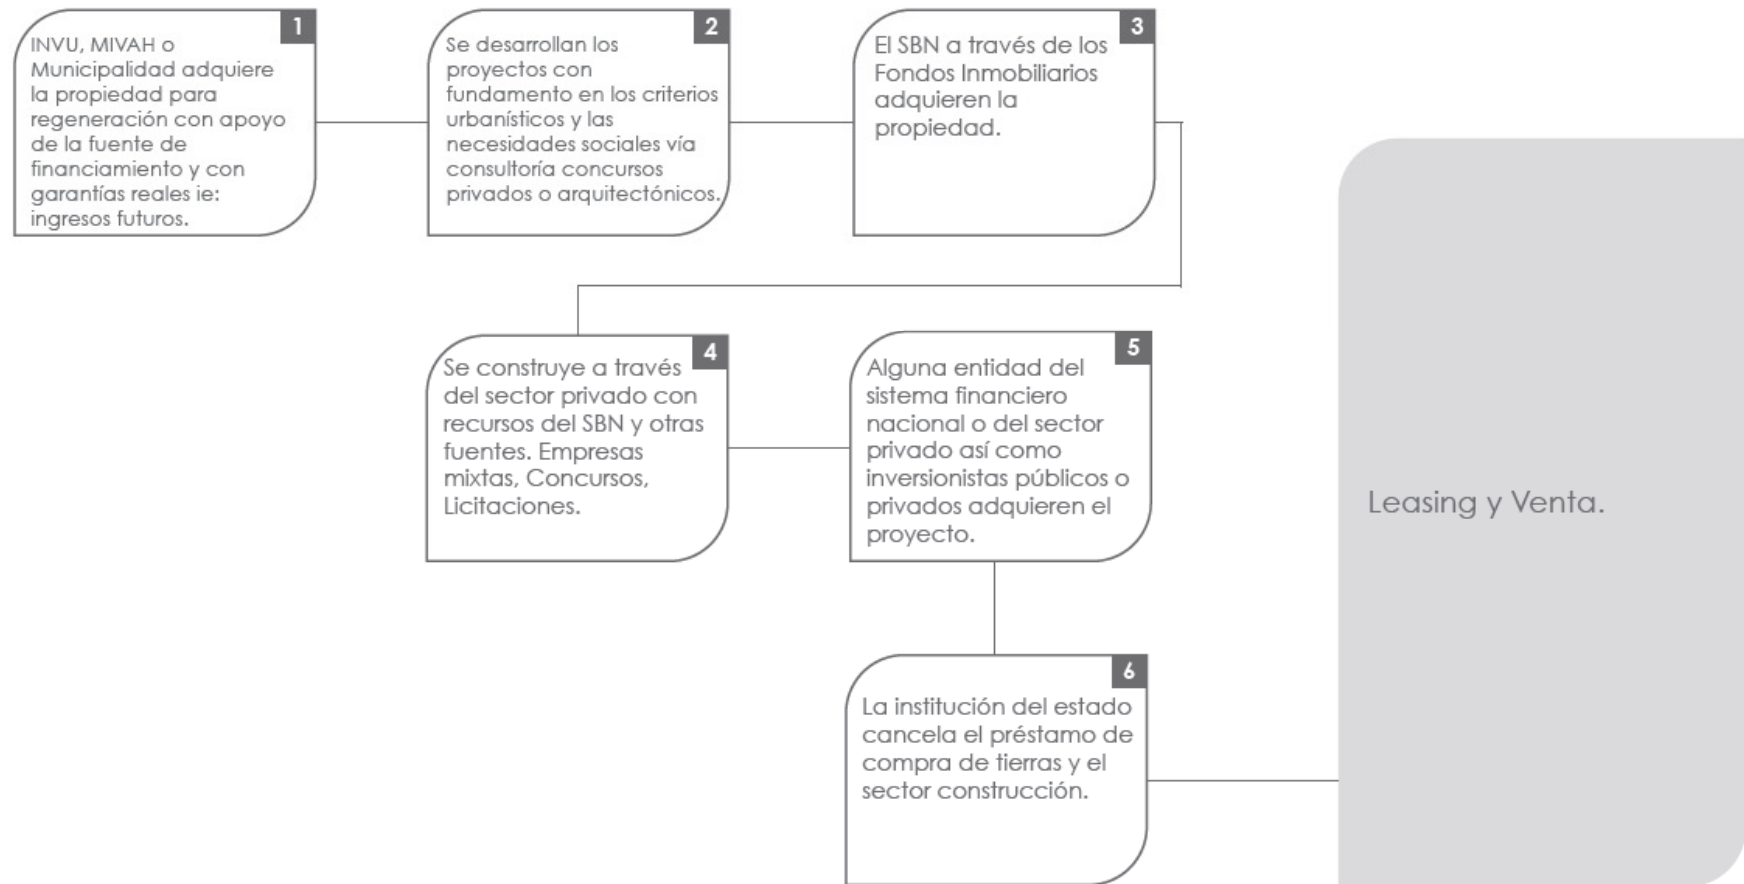 1
INVU, MIVAH o
Municipalidad adquiere
la propiedad para
regeneración con apoyo
de la fuente de
financiamiento y con
garantías reales ie:
ingresos futuros.
2
Se desarrollan los
proyectos con
fundamento en los criterios
urbanísticos y las
necesidades sociales vía
consultoría concursos
privados o arquitectónicos.
3
El SBN a través de los
Fondos Inmobiliarios
adquieren la
propiedad.
4
Se construye a través
del sector privado con
recursos del SBN y otras
fuentes. Empresas
mixtas, Concursos,
Licitaciones.
5
Alguna entidad del
sistema financiero
nacional o del sector
privado así como
inversionistas públicos o
privados adquieren el
proyecto.
6
La institución del estado
cancela el préstamo de
compra de tierras y el
sector construcción.
Leasing y Venta.